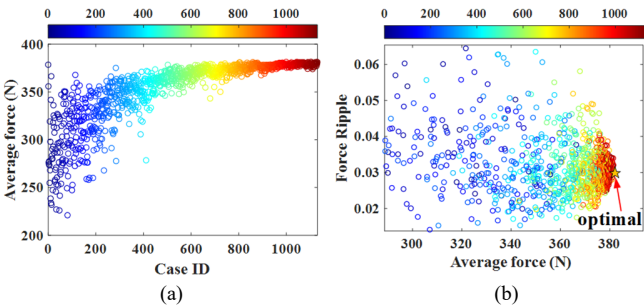 0 200 400 600 800 1000
400
350
300
250
200
Average force (N)
0 200 400 600 800 1000
Case ID
(a)
0 200 400 600 800 1000
0.06
0.05
0.04
0.03
0.02
Force Ripple
optimal
300 320 340 360 380
Average force (N)
(b)